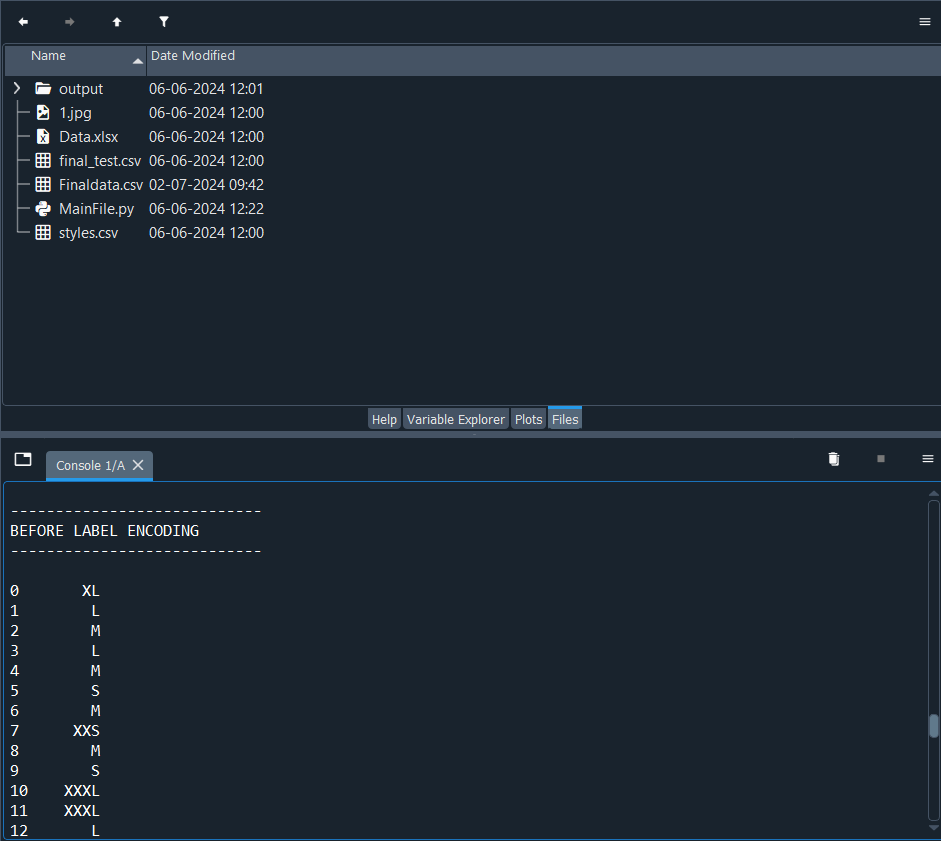 Name Date Modified
output 06-06-2024 12:01
1.jpg 06-06-2024 12:00
Data.xlsx 06-06-2024 12:00
final_test.csv 06-06-2024 12:00
Finaldata.csv 02-07-2024 09:42
MainFile.py 06-06-2024 12:22
styles.csv 06-06-2024 12:00
Help Variable Explorer Plots Files
Console 1/A
----------------------------
BEFORE LABEL ENCODING
----------------------------
0 XL
1 L
2 M
3 L
4 M
5 S
6 M
7 XXS
8 M
9 S
10 XXXL
11 XXXL
12 L